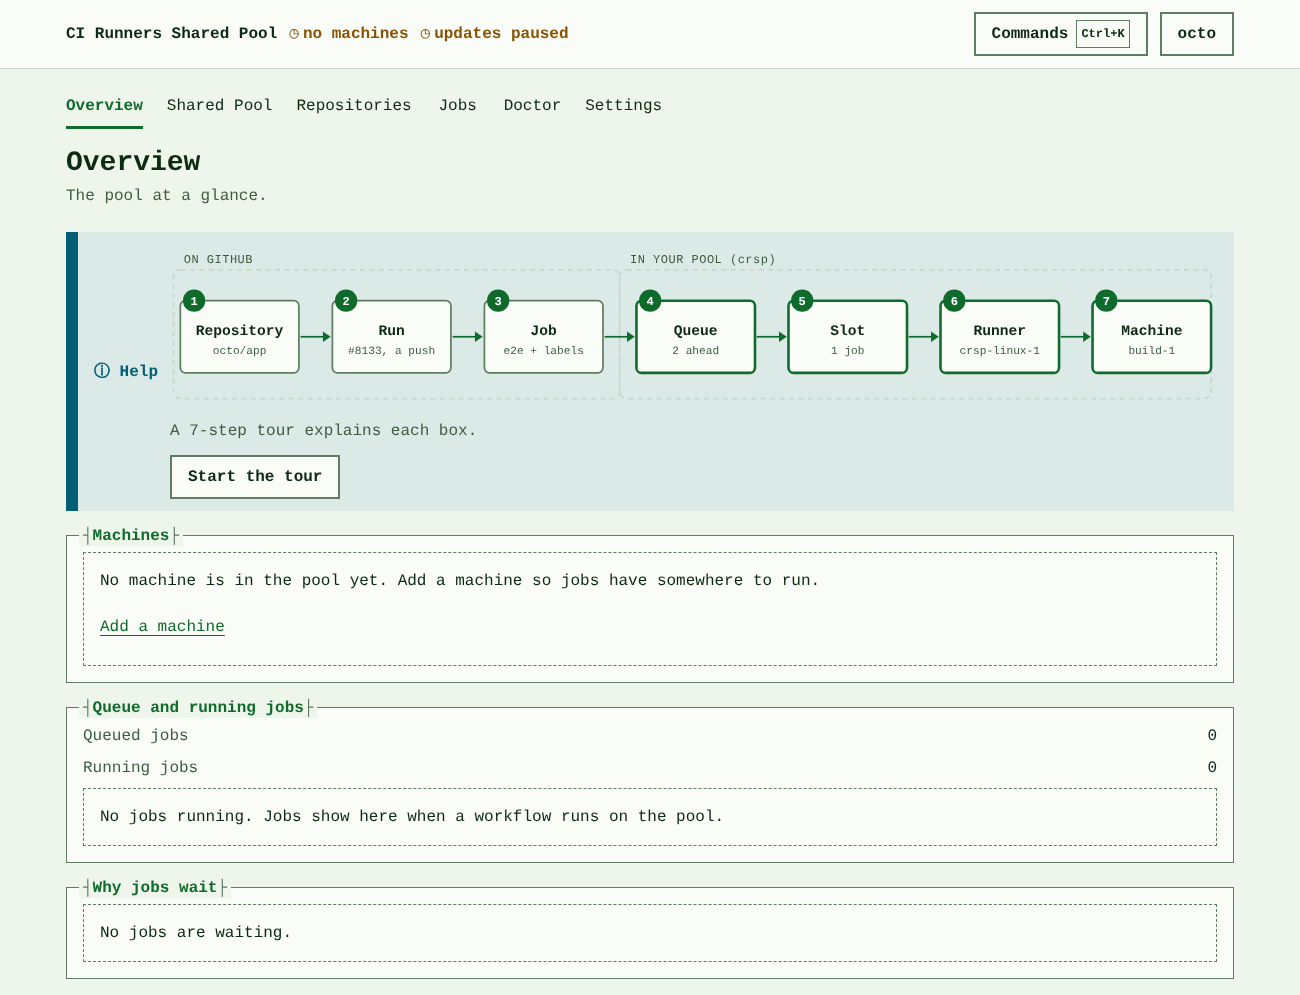 CI Runners Shared Pool ◷ no machines ◷ updates paused Commands Ctrl+K octo
Overview Shared Pool Repositories Jobs Doctor Settings
Overview
The pool at a glance.
ⓘ Help
ON GITHUB
IN YOUR POOL (crsp)
1 2 3 4 5 6 7
Repository Run Job Queue Slot Runner Machine
octo/app #8133, a push e2e + labels 2 ahead 1 job crsp-linux-1 build-1
A 7-step tour explains each box.
Start the tour
┤Machines├
No machine is in the pool yet. Add a machine so jobs have somewhere to run.
Add a machine
┤Queue and running jobs├
Queued jobs 0
Running jobs 0
No jobs running. Jobs show here when a workflow runs on the pool.
┤Why jobs wait├
No jobs are waiting.